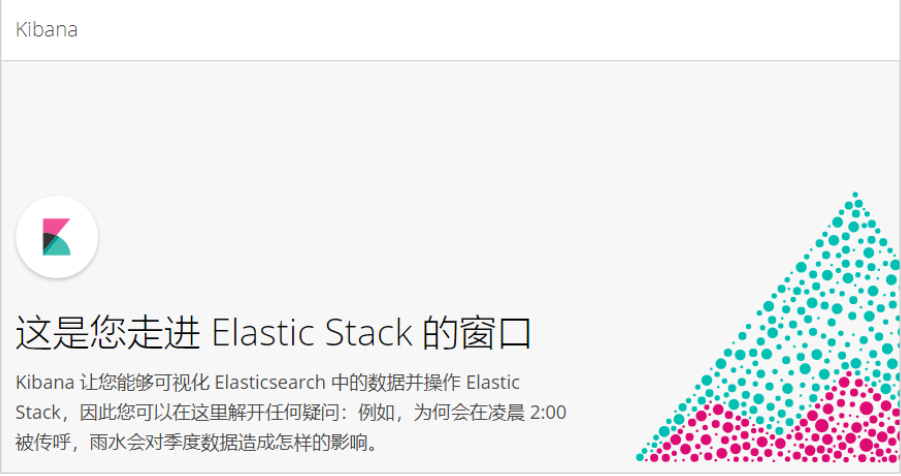 Kibana
这是您走进 Elastic Stack 的窗口
Kibana 让您能够可视化 Elasticsearch 中的数据并操作 Elastic
Stack，因此您可以在这里解开任何疑问：例如，为何会在凌晨 2:00
被传呼，雨水会对季度数据造成怎样的影响。